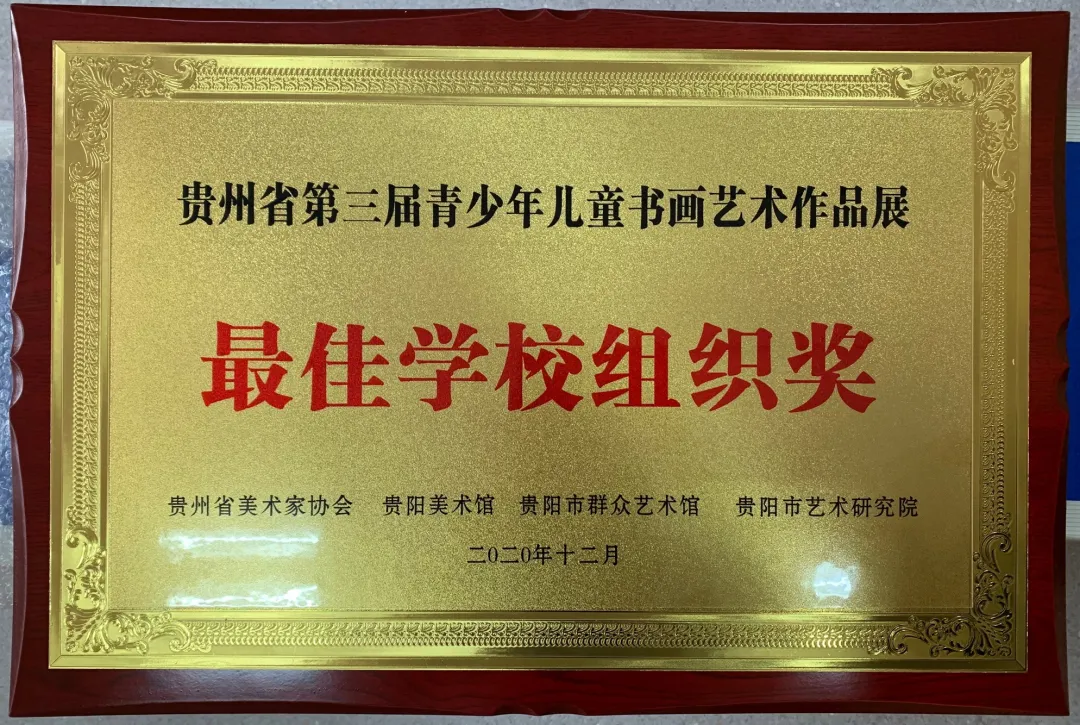 贵州省第三届青少年儿童书画艺术作品展
最佳学校组织奖
贵州省美术家协会 贵阳美术馆 贵阳市群众艺术馆 贵阳市艺术研究院
二〇二〇年十二月